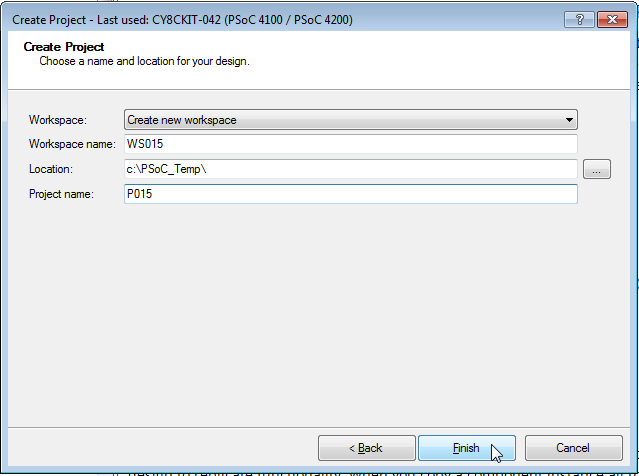 Create Project - Last used: CY8CKIT-042 (PSoC 4100 / PSoC 4200)
?
Create Project
Choose a name and location for your design.
Workspace: Create new workspace
Workspace name: WS015
Location: c:\PSoC_Temp\ ...
Project name: P015
< Back Finish Cancel